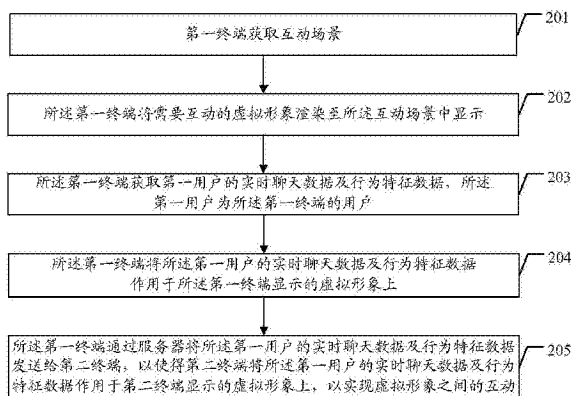 201
第一终端获取互动场景
202
所述第一终端将需要互动的虚拟形象渲染至所述互动场景中显示
203
所述第一终端获取第一用户的实时聊天数据及行为特征数据，所述
第一用户为所述第一终端的用户
204
所述第一终端将所述第一用户的实时聊天数据及行为特征数据
作用于所述第一终端显示的虚拟形象上
205
所述第一终端通过服务器将所述第一用户的实时聊天数据及行为特征数据
发送给第二终端，以使得第二终端将所述第一用户的实时聊天数据及行为
特征数据作用于第二终端显示的虚拟形象上，以实现虚拟形象之间的互动